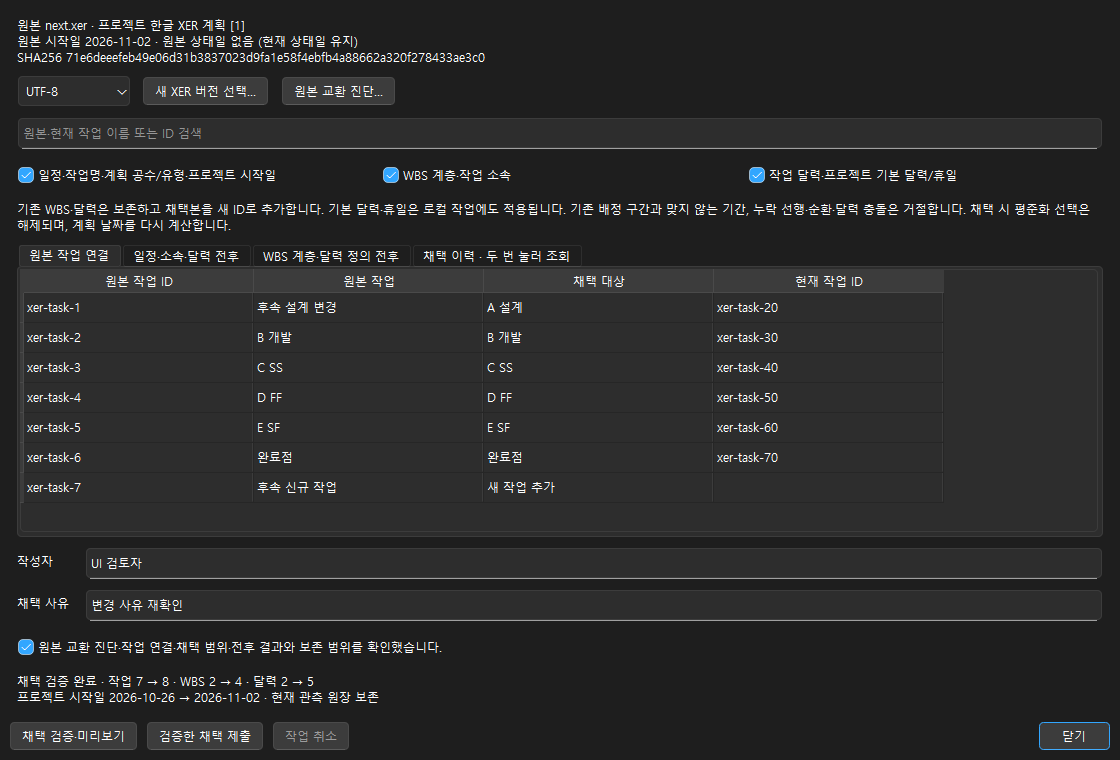 원본 next.xer · 프로젝트 한글 XER 계획 [1]
원본 시작일 2026-11-02 · 원본 상태일 없음 (현재 상태일 유지)
SHA256 71e6deeefeb49e06d31b3837023d9fa1e58f4ebfb4a88662a320f278433ae3c0
UTF-8 새 XER 버전 선택... 원본 교환 진단...
원본·현재 작업 이름 또는 ID 검색
일정·작업명·계획 공수/유형·프로젝트 시작일 WBS 계층·작업 소속 작업 달력·프로젝트 기본 달력/휴일
기존 WBS·달력은 보존하고 채택본을 새 ID로 추가합니다. 기본 달력·휴일은 로컬 작업에도 적용됩니다. 기존 배정 구간과 맞지 않는 기간, 누락 선행·순환·달력 충돌은 거절합니다. 채택 시 평준화 선택은
해제되며, 계획 날짜를 다시 계산합니다.
원본 작업 연결 일정·소속·달력 전후 WBS 계층·달력 정의 전후 채택 이력 · 두 번 눌러 조회
원본 작업 ID 원본 작업 채택 대상 현재 작업 ID
xer-task-1 후속 설계 변경 A 설계 xer-task-20
xer-task-2 B 개발 B 개발 xer-task-30
xer-task-3 C SS C SS xer-task-40
xer-task-4 D FF D FF xer-task-50
xer-task-5 E SF E SF xer-task-60
xer-task-6 완료점 완료점 xer-task-70
xer-task-7 후속 신규 작업 새 작업 추가
작성자 UI 검토자
채택 사유 변경 사유 재확인
원본 교환 진단·작업 연결·채택 범위·전후 결과와 보존 범위를 확인했습니다.
채택 검증 완료 · 작업 7 → 8 · WBS 2 → 4 · 달력 2 → 5
프로젝트 시작일 2026-10-26 → 2026-11-02 · 현재 관측 원장 보존
채택 검증·미리보기 검증한 채택 제출 작업 취소 닫기